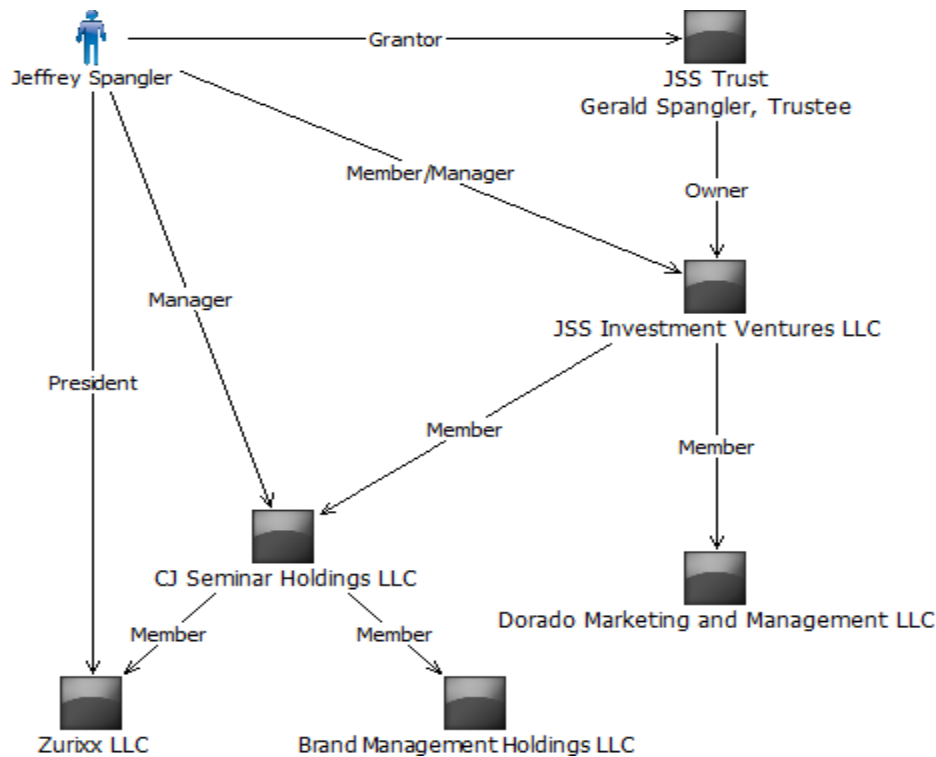 Grantor
Jeffrey Spangler
JSS Trust
Gerald Spangler, Trustee
Member/Manager
Owner
Manager
JSS Investment Ventures LLC
President
Member
Member
CJ Seminar Holdings LLC
Dorado Marketing and Management LLC
Member
Member
Zurixx LLC
Brand Management Holdings LLC